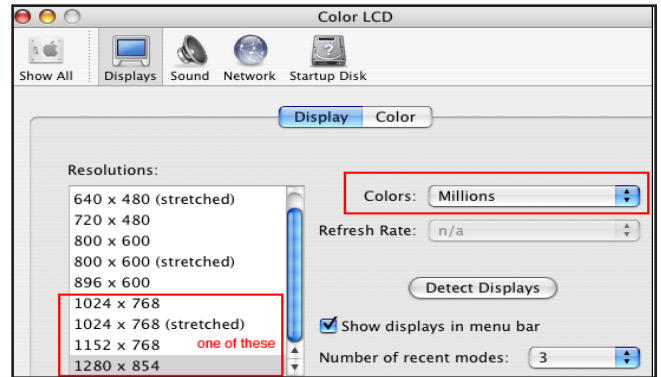 Color LCD
Show All Displays Sound Network Startup Disk
Display Color
Resolutions:
640 x 480 (stretched)
720 x 480
800 x 600
800 x 600 (stretched)
896 x 600
1024 x 768
1024 x 768 (stretched)
1152 x 768 one of these
1280 x 854
Colors: Millions
Refresh Rate: n/a
Detect Displays
Show displays in menu bar
Number of recent modes: 3